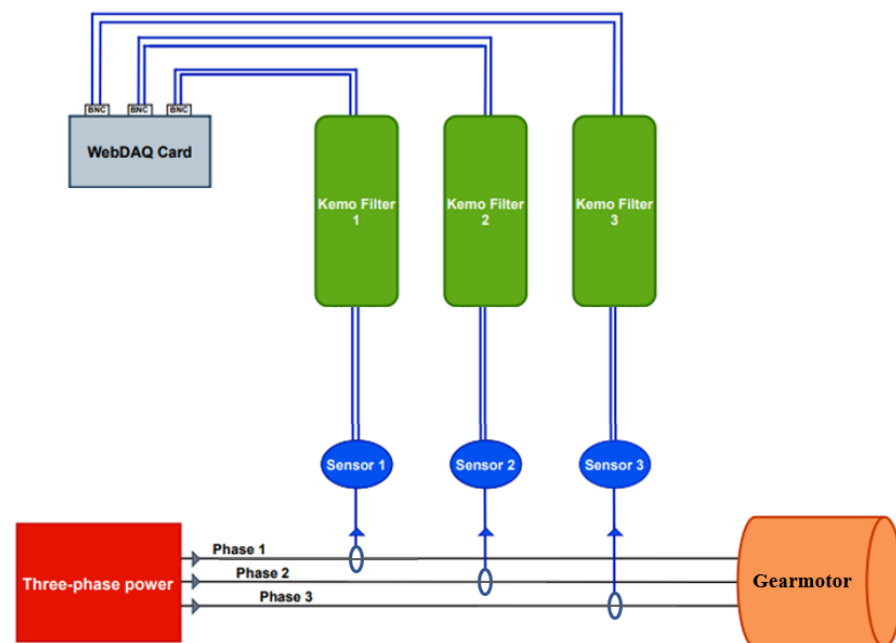 BNC
BNC
BNC
WebDAQ Card
Kemo Filter
1
Kemo Filter
2
Kemo Filter
3
Sensor 1
Sensor 2
Sensor 3
Phase 1
Phase 2
Phase 3
Three-phase power
Gearmotor